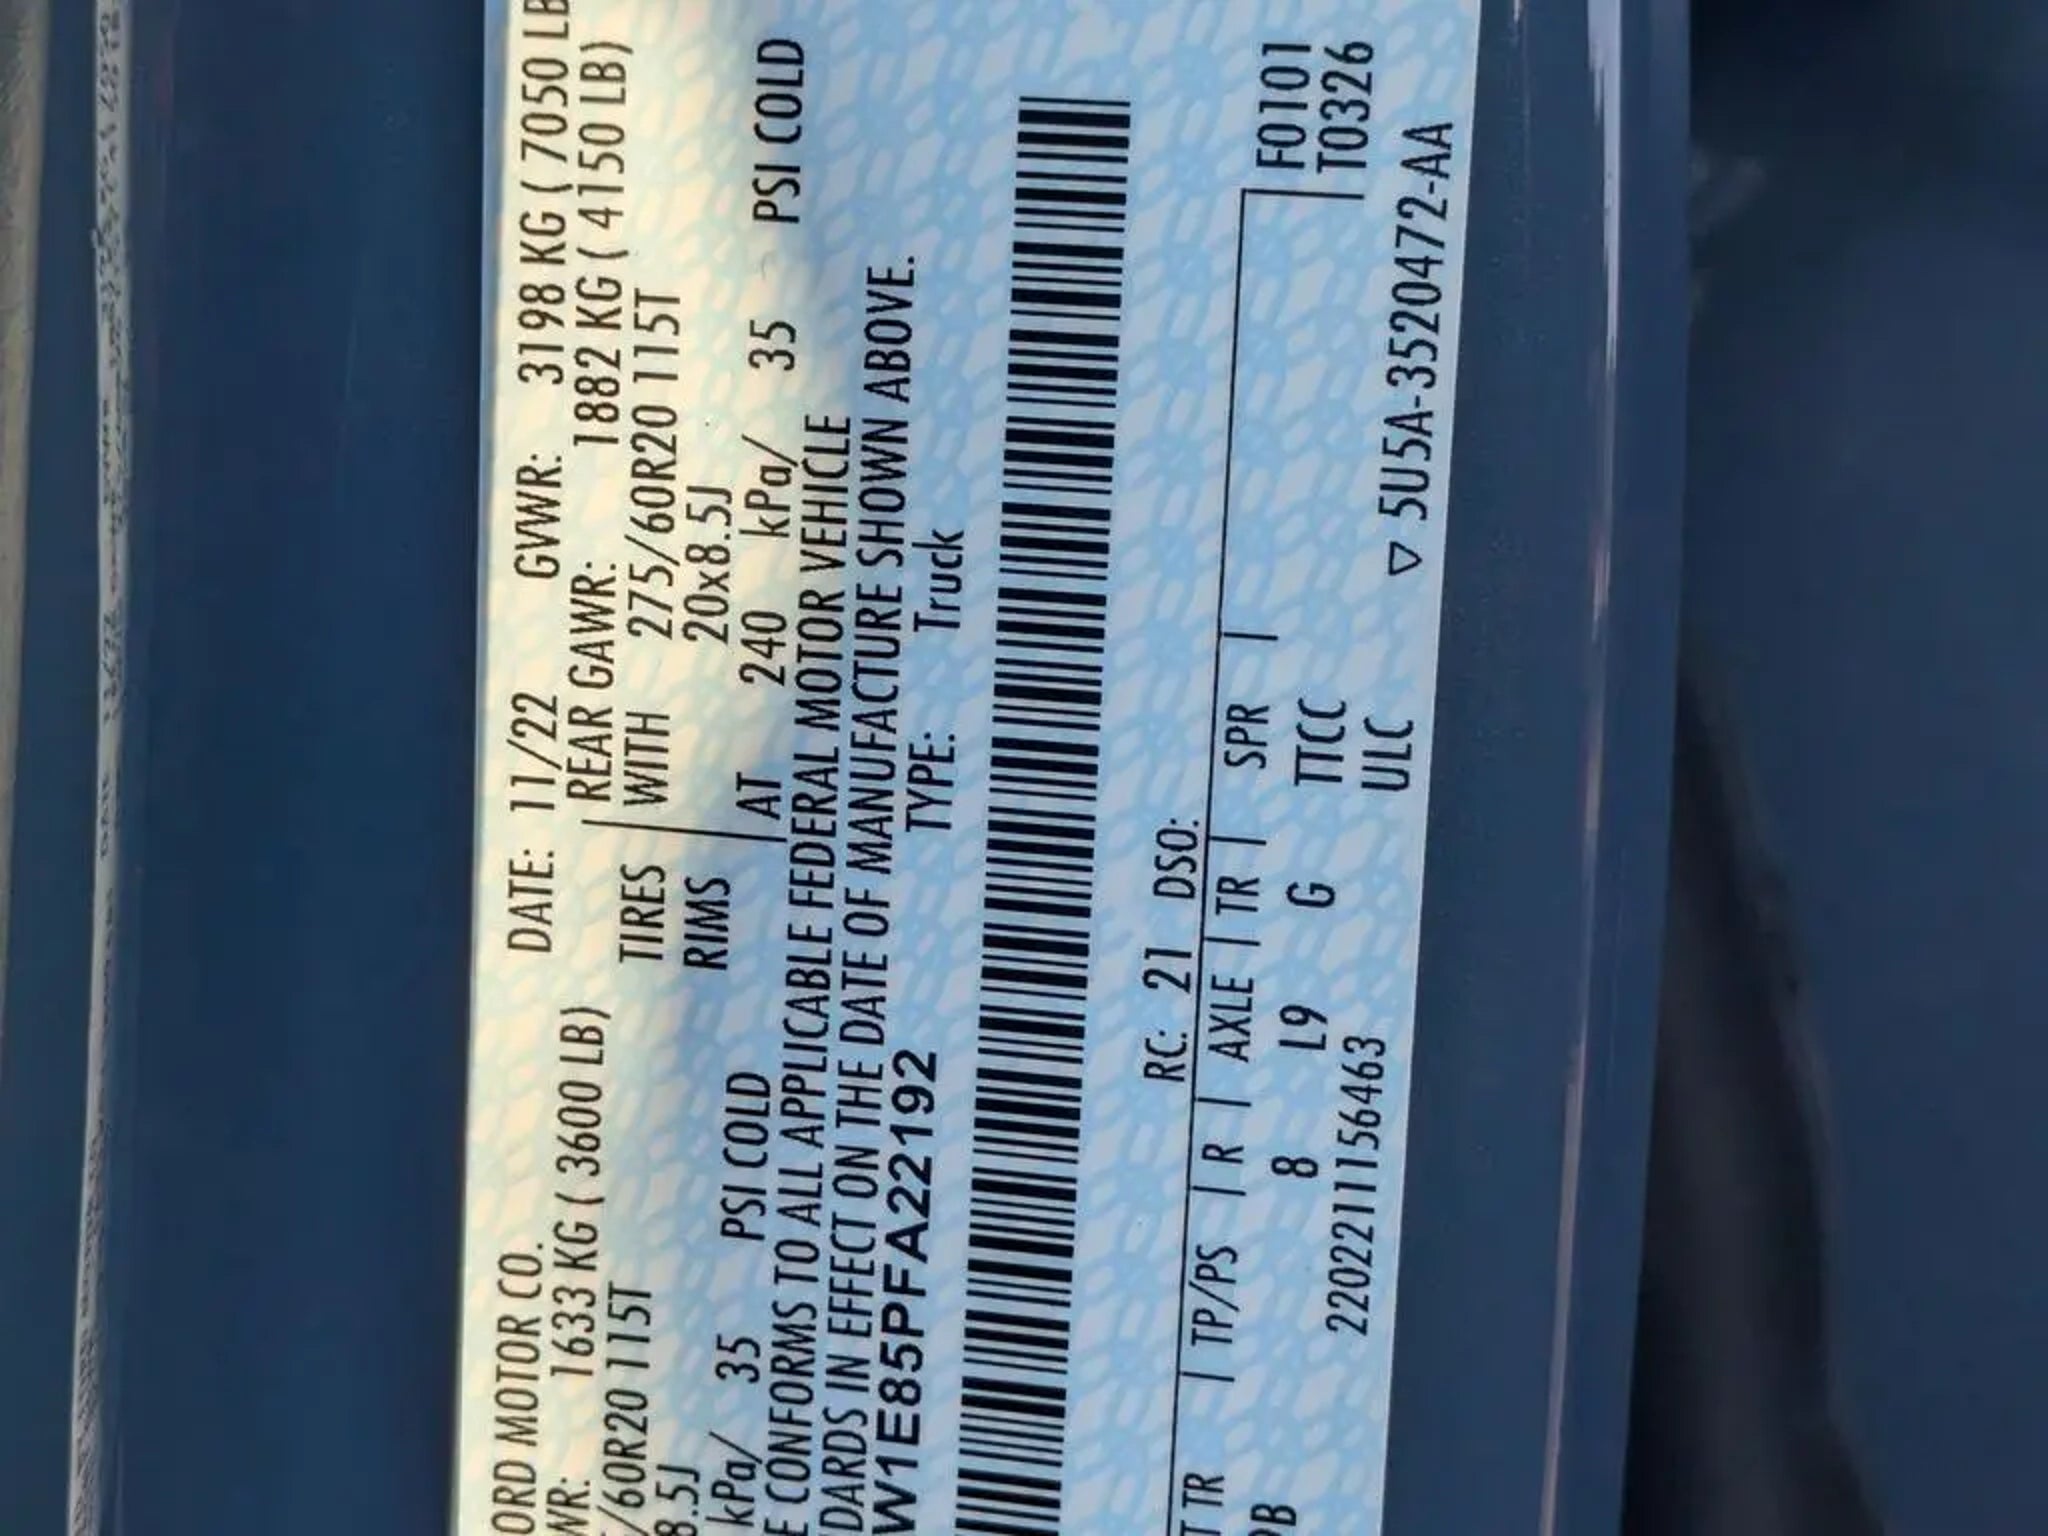 ORD MOTOR CO. DATE: 11/22 GVWR: 3198 KG ( 7050 LB
WR: 1633 KG ( 3600 LB) REAR GAWR: 1882 KG ( 4150 LB)
/60R20 115T TIRES WITH 275/60R20 115T
8.5J RIMS 20x8.5J
kPa/ 35 PSI COLD AT 240 kPa/ 35 PSI COLD
E CONFORMS TO ALL APPLICABLE FEDERAL MOTOR VEHICLE
DARDS IN EFFECT ON THE DATE OF MANUFACTURE SHOWN ABOVE.
W1E85PFA22192 TYPE: Truck
RC: 21 DSO:
T TR TP/PS R AXLE TR SPR
PB 8 L9 G TTCC F0101
2202211156463 ULC T0326
▽ 5U5A-3520472-AA